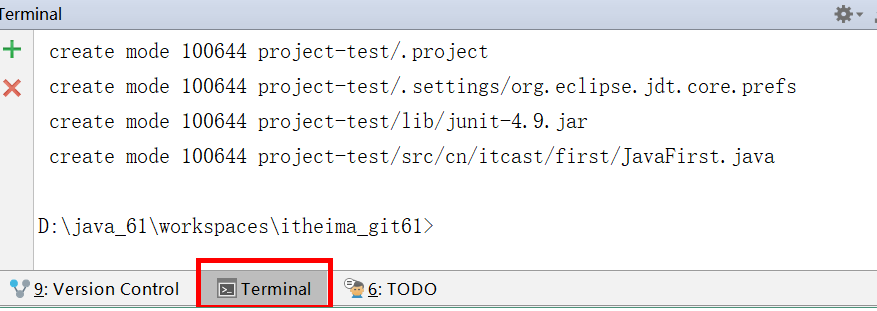 Terminal
create mode 100644 project-test/.project
create mode 100644 project-test/.settings/org.eclipse.jdt.core.prefs
create mode 100644 project-test/lib/junit-4.9.jar
create mode 100644 project-test/src/cn/itcast/first/JavaFirst.java
D:\java_61\workspaces\itheima_git61>
9: Version Control Terminal 6: TODO